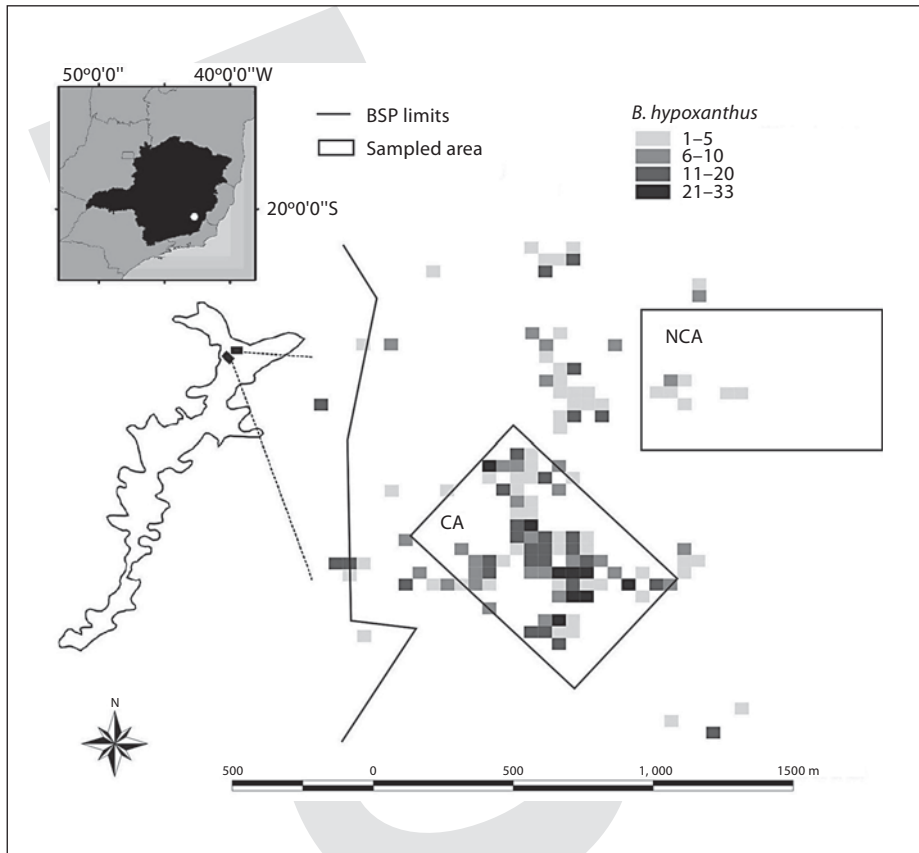 50º0'0" 40º0'0"W
20º0'0"S
BSP limits
Sampled area
B. hypoxanthus
1–5
6–10
11–20
21–33
NCA
CA
N
500 0 500 1,000 1500 m